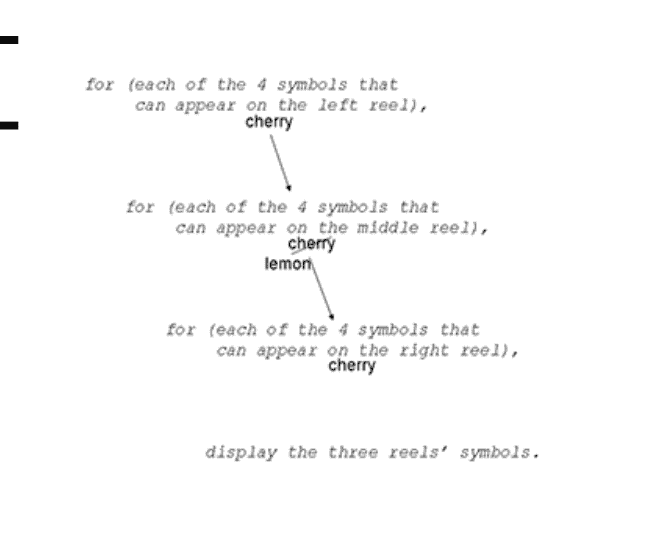 for (each of the 4 symbols that
can appear on the left reel),
cherry
for (each of the 4 symbols that
can appear on the middle reel),
cherry
lemon
for (each of the 4 symbols that
can appear on the right reel),
cherry
display the three reels' symbols.